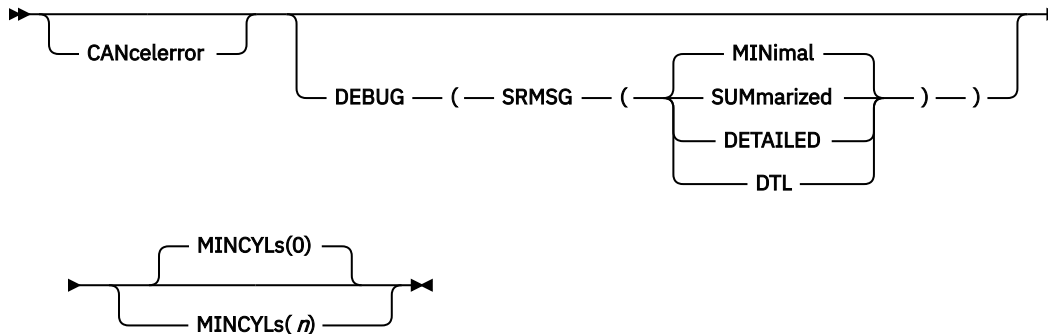 CANcelerror
DEBUG ( SRMSG ( MINimal
SUMmarized
DETAILED
DTL
) )
MINCYLs(0)
MINCYLs( n)